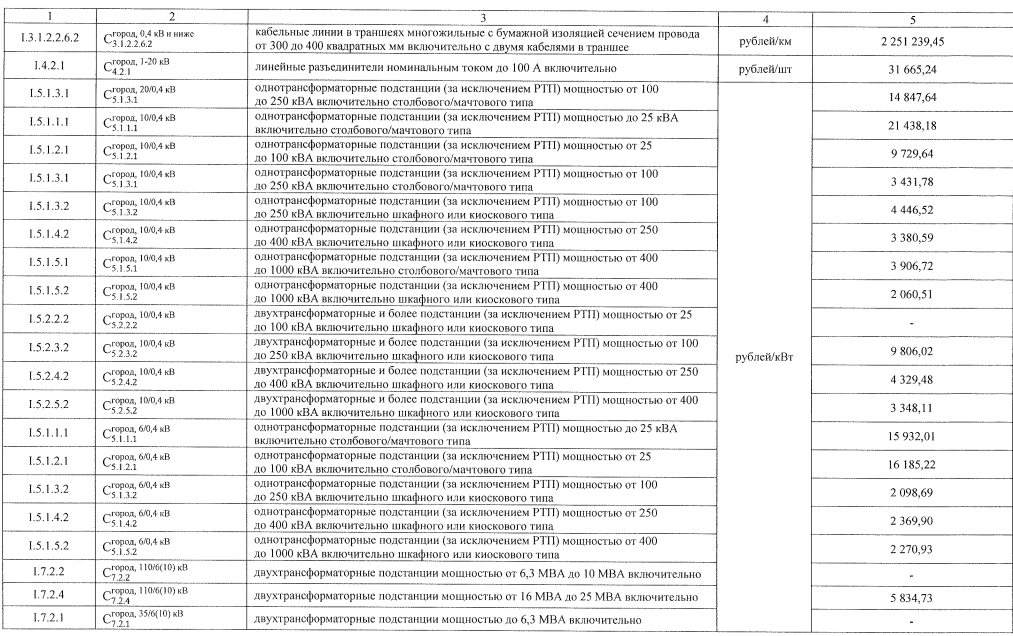 1 2 3 4 5
I.3.1.2.2.6.2 C город, 0,4 кВ и ниже 3.1.2.2.6.2 кабельные линии в траншеях многожильные с бумажной изоляцией сечением провода
от 300 до 400 квадратных мм включительно с двумя кабелями в траншее рублей/км 2 251 239,45
I.4.2.1 C город, 1-20 кВ 4.2.1 линейные разъединители номинальным током до 100 А включительно рублей/шт 31 665,24
I.5.1.3.1 C город, 20/0,4 кВ 5.1.3.1 однотрансформаторные подстанции (за исключением РТП) мощностью от 100
до 250 кВА включительно столбового/мачтового типа 14 847,64
I.5.1.1.1 C город, 10/0,4 кВ 5.1.1.1 однотрансформаторные подстанции (за исключением РТП) мощностью до 25 кВА
включительно столбового/мачтового типа 21 438,18
I.5.1.2.1 C город, 10/0,4 кВ 5.1.2.1 однотрансформаторные подстанции (за исключением РТП) мощностью от 25
до 100 кВА включительно столбового/мачтового типа 9 729,64
I.5.1.3.1 C город, 10/0,4 кВ 5.1.3.1 однотрансформаторные подстанции (за исключением РТП) мощностью от 100
до 250 кВА включительно столбового/мачтового типа 3 431,78
I.5.1.3.2 C город, 10/0,4 кВ 5.1.3.2 однотрансформаторные подстанции (за исключением РТП) мощностью от 100
до 250 кВА включительно шкафного или киоскового типа 4 446,52
I.5.1.4.2 C город, 10/0,4 кВ 5.1.4.2 однотрансформаторные подстанции (за исключением РТП) мощностью от 250
до 400 кВА включительно шкафного или киоскового типа 3 380,59
I.5.1.5.1 C город, 10/0,4 кВ 5.1.5.1 однотрансформаторные подстанции (за исключением РТП) мощностью от 400
до 1000 кВА включительно столбового/мачтового типа 3 906,72
I.5.1.5.2 C город, 10/0,4 кВ 5.1.5.2 однотрансформаторные подстанции (за исключением РТП) мощностью от 400
до 1000 кВА включительно шкафного или киоскового типа 2 060,51
I.5.2.2.2 C город, 10/0,4 кВ 5.2.2.2 двухтрансформаторные и более подстанции (за исключением РТП) мощностью от 25
до 100 кВА включительно шкафного или киоскового типа -
I.5.2.3.2 C город, 10/0,4 кВ 5.2.3.2 двухтрансформаторные и более подстанции (за исключением РТП) мощностью от 100
до 250 кВА включительно шкафного или киоскового типа рублей/кВт 9 806,02
I.5.2.4.2 C город, 10/0,4 кВ 5.2.4.2 двухтрансформаторные и более подстанции (за исключением РТП) мощностью от 250
до 400 кВА включительно шкафного или киоскового типа 4 329,48
I.5.2.5.2 C город, 10/0,4 кВ 5.2.5.2 двухтрансформаторные и более подстанции (за исключением РТП) мощностью от 400
до 1000 кВА включительно шкафного или киоскового типа 3 348,11
I.5.1.1.1 C город, 6/0,4 кВ 5.1.1.1 однотрансформаторные подстанции (за исключением РТП) мощностью до 25 кВА
включительно столбового/мачтового типа 15 932,01
I.5.1.2.1 C город, 6/0,4 кВ 5.1.2.1 однотрансформаторные подстанции (за исключением РТП) мощностью от 25
до 100 кВА включительно столбового/мачтового типа 16 185,22
I.5.1.3.2 C город, 6/0,4 кВ 5.1.3.2 однотрансформаторные подстанции (за исключением РТП) мощностью от 100
до 250 кВА включительно шкафного или киоскового типа 2 098,69
I.5.1.4.2 C город, 6/0,4 кВ 5.1.4.2 однотрансформаторные подстанции (за исключением РТП) мощностью от 250
до 400 кВА включительно шкафного или киоскового типа 2 369,90
I.5.1.5.2 C город, 6/0,4 кВ 5.1.5.2 однотрансформаторные подстанции (за исключением РТП) мощностью от 400
до 1000 кВА включительно шкафного или киоскового типа 2 270,93
I.7.2.2 C город, 110/6(10) кВ 7.2.2 двухтрансформаторные подстанции мощностью от 6,3 МВА до 10 МВА включительно -
I.7.2.4 C город, 110/6(10) кВ 7.2.4 двухтрансформаторные подстанции мощностью от 16 МВА до 25 МВА включительно 5 834,73
I.7.2.1 C город, 35/6(10) кВ 7.2.1 двухтрансформаторные подстанции мощностью до 6,3 МВА включительно -